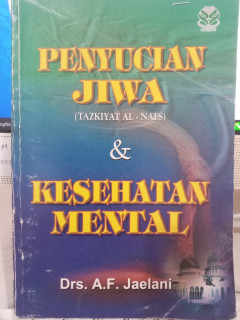 PENYUCIAN
JIWA
(TAZKIYAT AL - NAFS)
&
KESEHATAN
MENTAL
Drs. A.F. Jaelani